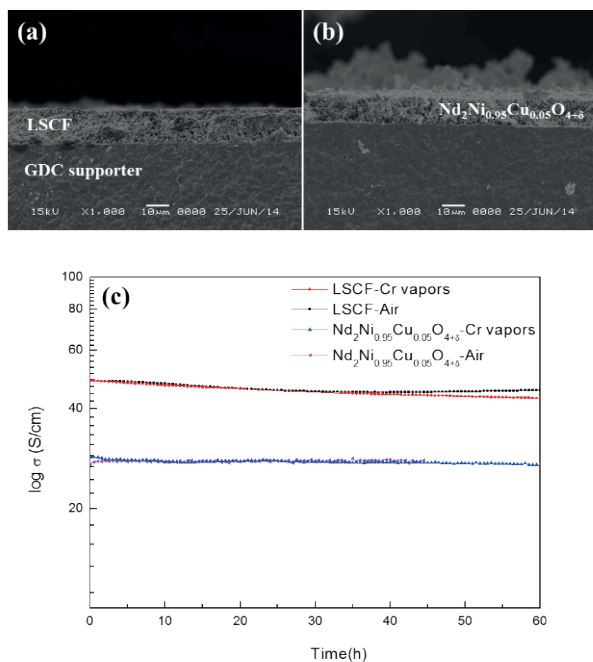 (a)
LSCF
GDC supporter
15kV X1,000 10μm 0000 25/JUN/14
(b)
Nd₂Ni₀.₉₅Cu₀.₀₅O₄₊δ
15kV X1,000 10μm 0000 25/JUN/14
(c)
LSCF-Cr vapors
LSCF-Air
Nd₂Ni₀.₉₅Cu₀.₀₅O₄₊δ-Cr vapors
Nd₂Ni₀.₉₅Cu₀.₀₅O₄₊δ-Air
100
80
60
40
20
log σ (S/cm)
0 10 20 30 40 50 60
Time(h)